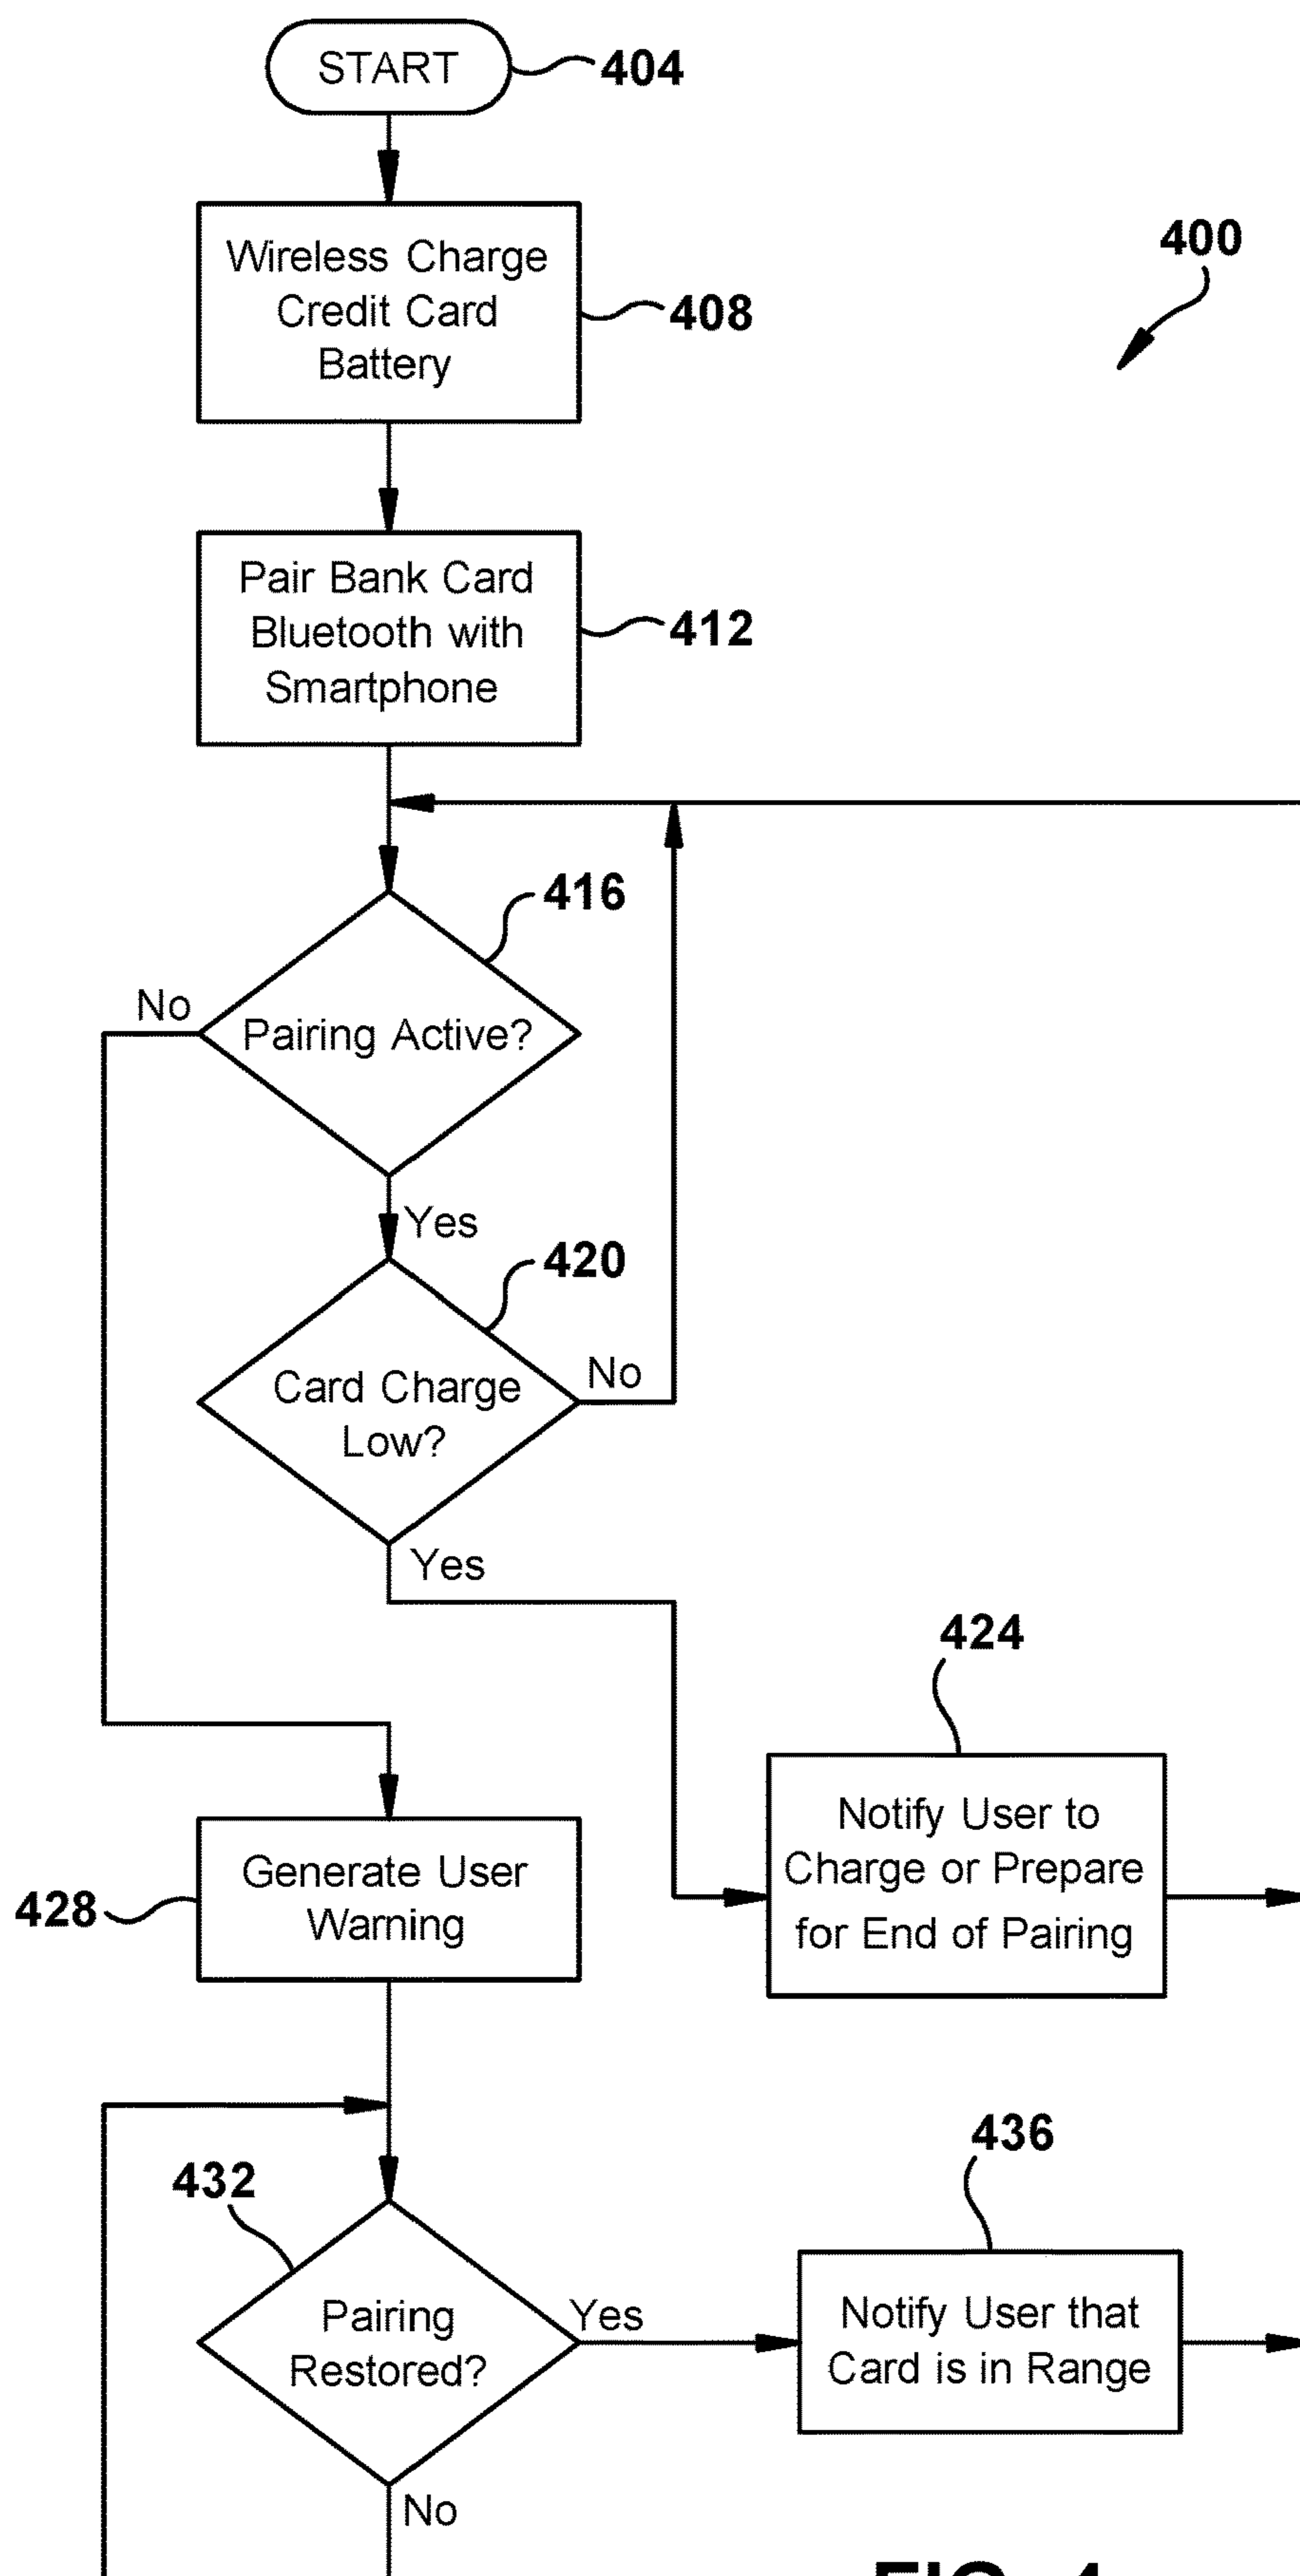 START
404
Wireless Charge
Credit Card
Battery
408
400
Pair Bank Card
Bluetooth with
Smartphone
412
416
No
Pairing Active?
Yes
420
Card Charge
Low?
No
Yes
424
Notify User to
Charge or Prepare
for End of Pairing
Generate User
Warning
428
432
Pairing
Restored?
Yes
436
Notify User that
Card is in Range
No